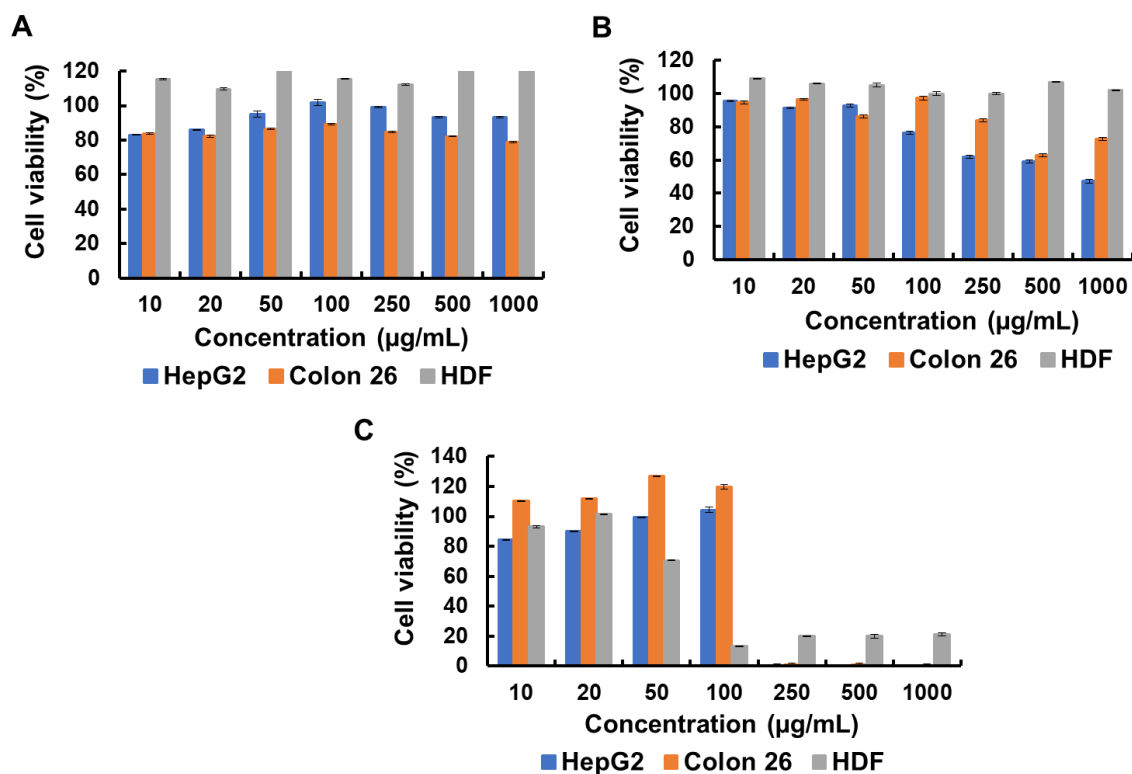 A
Cell viability (%)
120
100
80
60
40
20
0
10 20 50 100 250 500 1000
Concentration (µg/mL)
HepG2 Colon 26 HDF
B
Cell viability (%)
120
100
80
60
40
20
0
10 20 50 100 250 500 1000
Concentration (µg/mL)
HepG2 Colon 26 HDF
C
Cell viability (%)
140
120
100
80
60
40
20
0
10 20 50 100 250 500 1000
Concentration (µg/mL)
HepG2 Colon 26 HDF